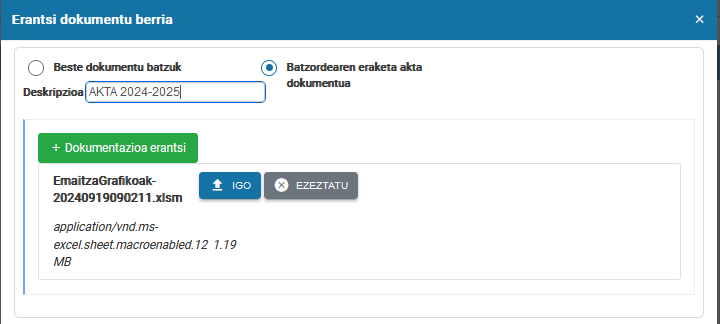 Erantsi dokumentu berria ×
Beste dokumentu batzuk Batzordearen eraketa akta
dokumentua
Deskripzioa AKTA 2024-2025
+ Dokumentazioa erantsi
EmaitzaGrafikoak-
20240919090211.xlsm
IGO EZEZTATU
application/vnd.ms-
excel.sheet.macroenabled.12 1.19
MB